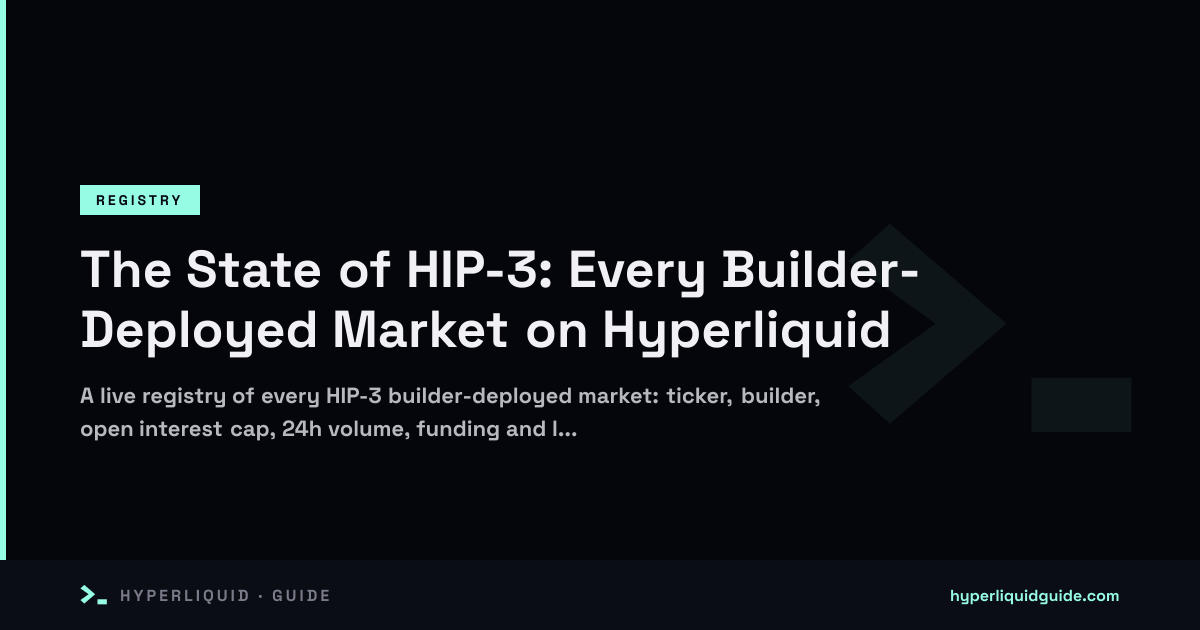 REGISTRY
The State of HIP-3: Every Builder-
Deployed Market on Hyperliquid
A live registry of every HIP-3 builder-deployed market: ticker, builder,
open interest cap, 24h volume, funding and l...
HYPERLIQUID · GUIDE
hyperliquidguide.com